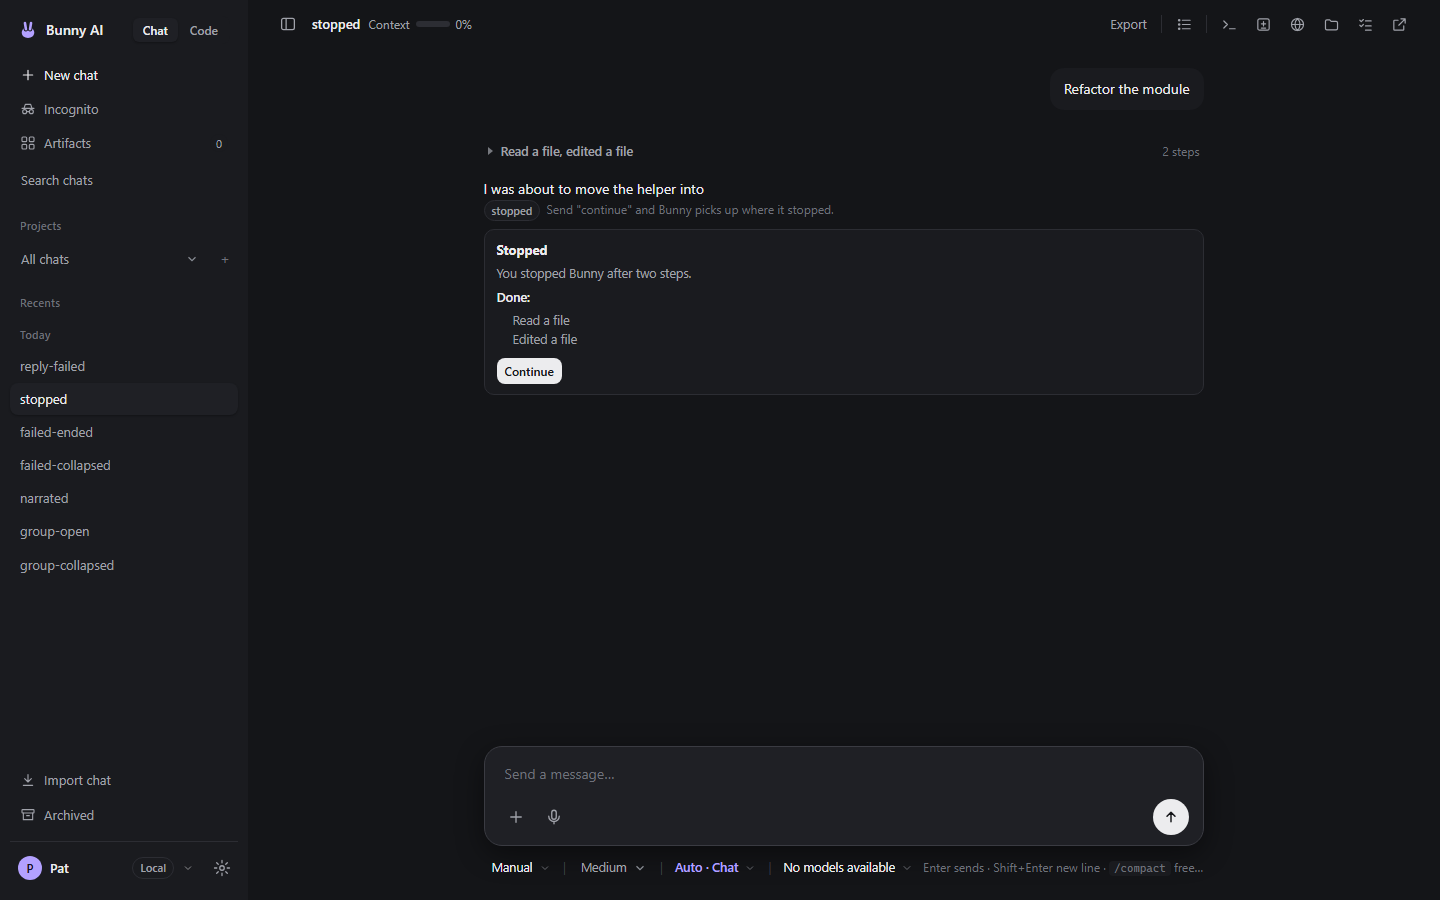 Bunny AI
Chat
Code
stopped
Context
0%
Export
New chat
Incognito
Artifacts
0
Search chats
Projects
All chats
+
Recents
Today
reply-failed
stopped
failed-ended
failed-collapsed
narrated
group-open
group-collapsed
Import chat
Archived
P
Pat
Local
Refactor the module
Read a file, edited a file
2 steps
I was about to move the helper into
stopped
Send "continue" and Bunny picks up where it stopped.
Stopped
You stopped Bunny after two steps.
Done:
Read a file
Edited a file
Continue
Send a message...
Manual
Medium
Auto · Chat
No models available
Enter sends · Shift+Enter new line · /compact free...